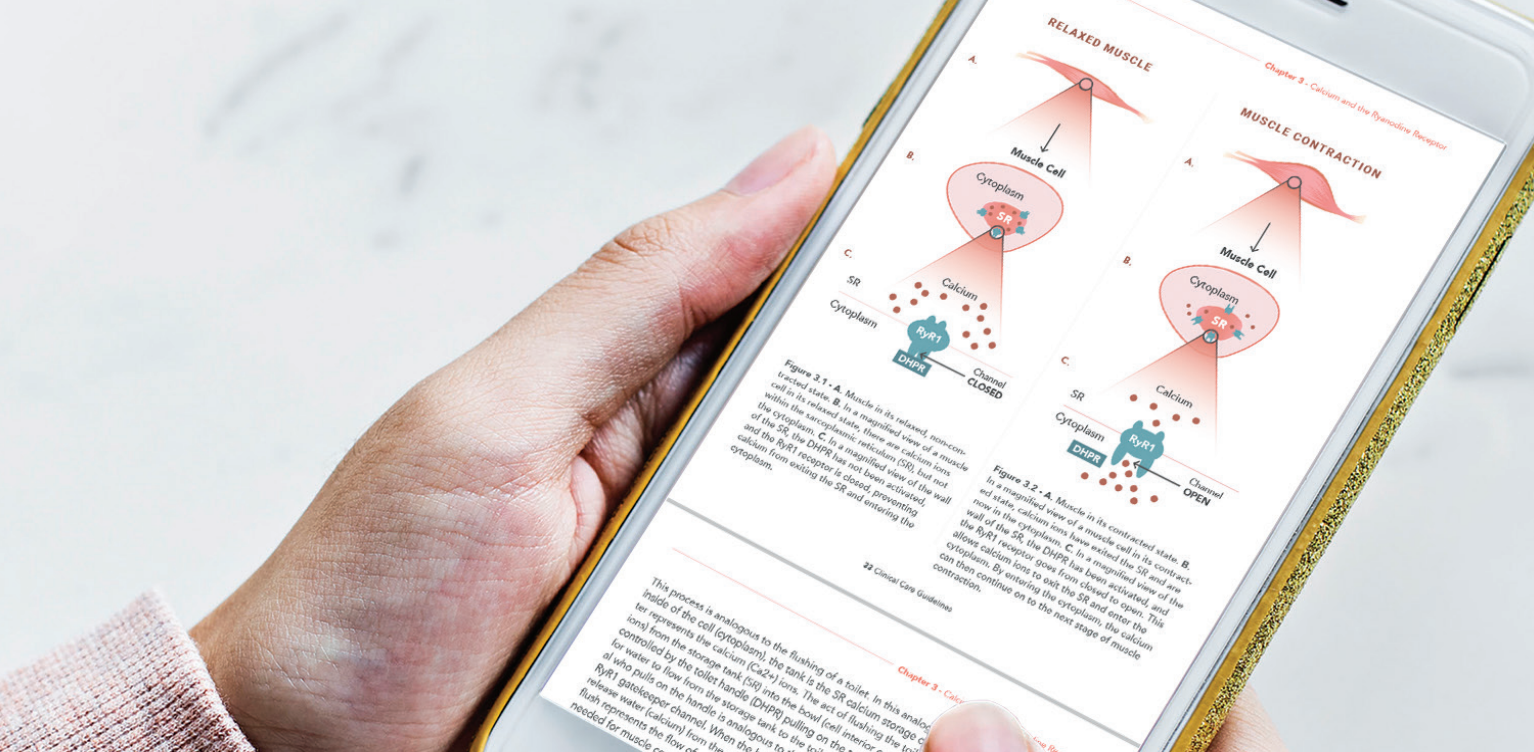 Chapter 3 • Calcium and the Ryanodine Receptor
RELAXED MUSCLE
A.
Muscle Cell
B.
Cytoplasm
SR
C.
SR
Calcium
Cytoplasm
RyR1
DHPR
Channel
CLOSED
Figure 3.1 • A. Muscle in its relaxed, non-con-
tracted state. B. In a magnified view of a muscle
cell in its relaxed state, there are calcium ions
within the sarcoplasmic reticulum (SR), but not
the cytoplasm. C. In a magnified view of the wall
of the SR, the DHPR has not been activated,
and the RyR1 receptor is closed, preventing
calcium from exiting the SR and entering the
cytoplasm.
MUSCLE CONTRACTION
A.
Muscle Cell
B.
Cytoplasm
SR
C.
SR
Calcium
Cytoplasm
RyR1
DHPR
Channel
OPEN
Figure 3.2 • A. Muscle in its contracted state. B.
In a magnified view of a muscle cell in its contract-
ed state, calcium ions have exited the SR and are
now in the cytoplasm. C. In a magnified view of the
wall of the SR, the DHPR has been activated, and
the RyR1 receptor goes from closed to open. This
allows calcium ions to exit the SR and enter the
cytoplasm. By entering the cytoplasm, the calcium
can then continue on to the next stage of muscle
contraction.
22 Clinical Care Guidelines
Chapter 3 •
This process is analogous to the flushing of a toilet. In this
inside of the cell (cytoplasm), the tank is the SR calcium storage
ter represents the calcium (Ca2+) ions. The act of flushing the
ions) from the storage tank (SR) into the bowl (cell interior
controlled by the toilet handle (DHPR) pulling on the
for water to flow from the storage tank to the
al who pulls on the handle is analogous to
RyR1 gatekeeper channel. When the
release water (calcium) from the
flush represents the flow of
needed for muscle